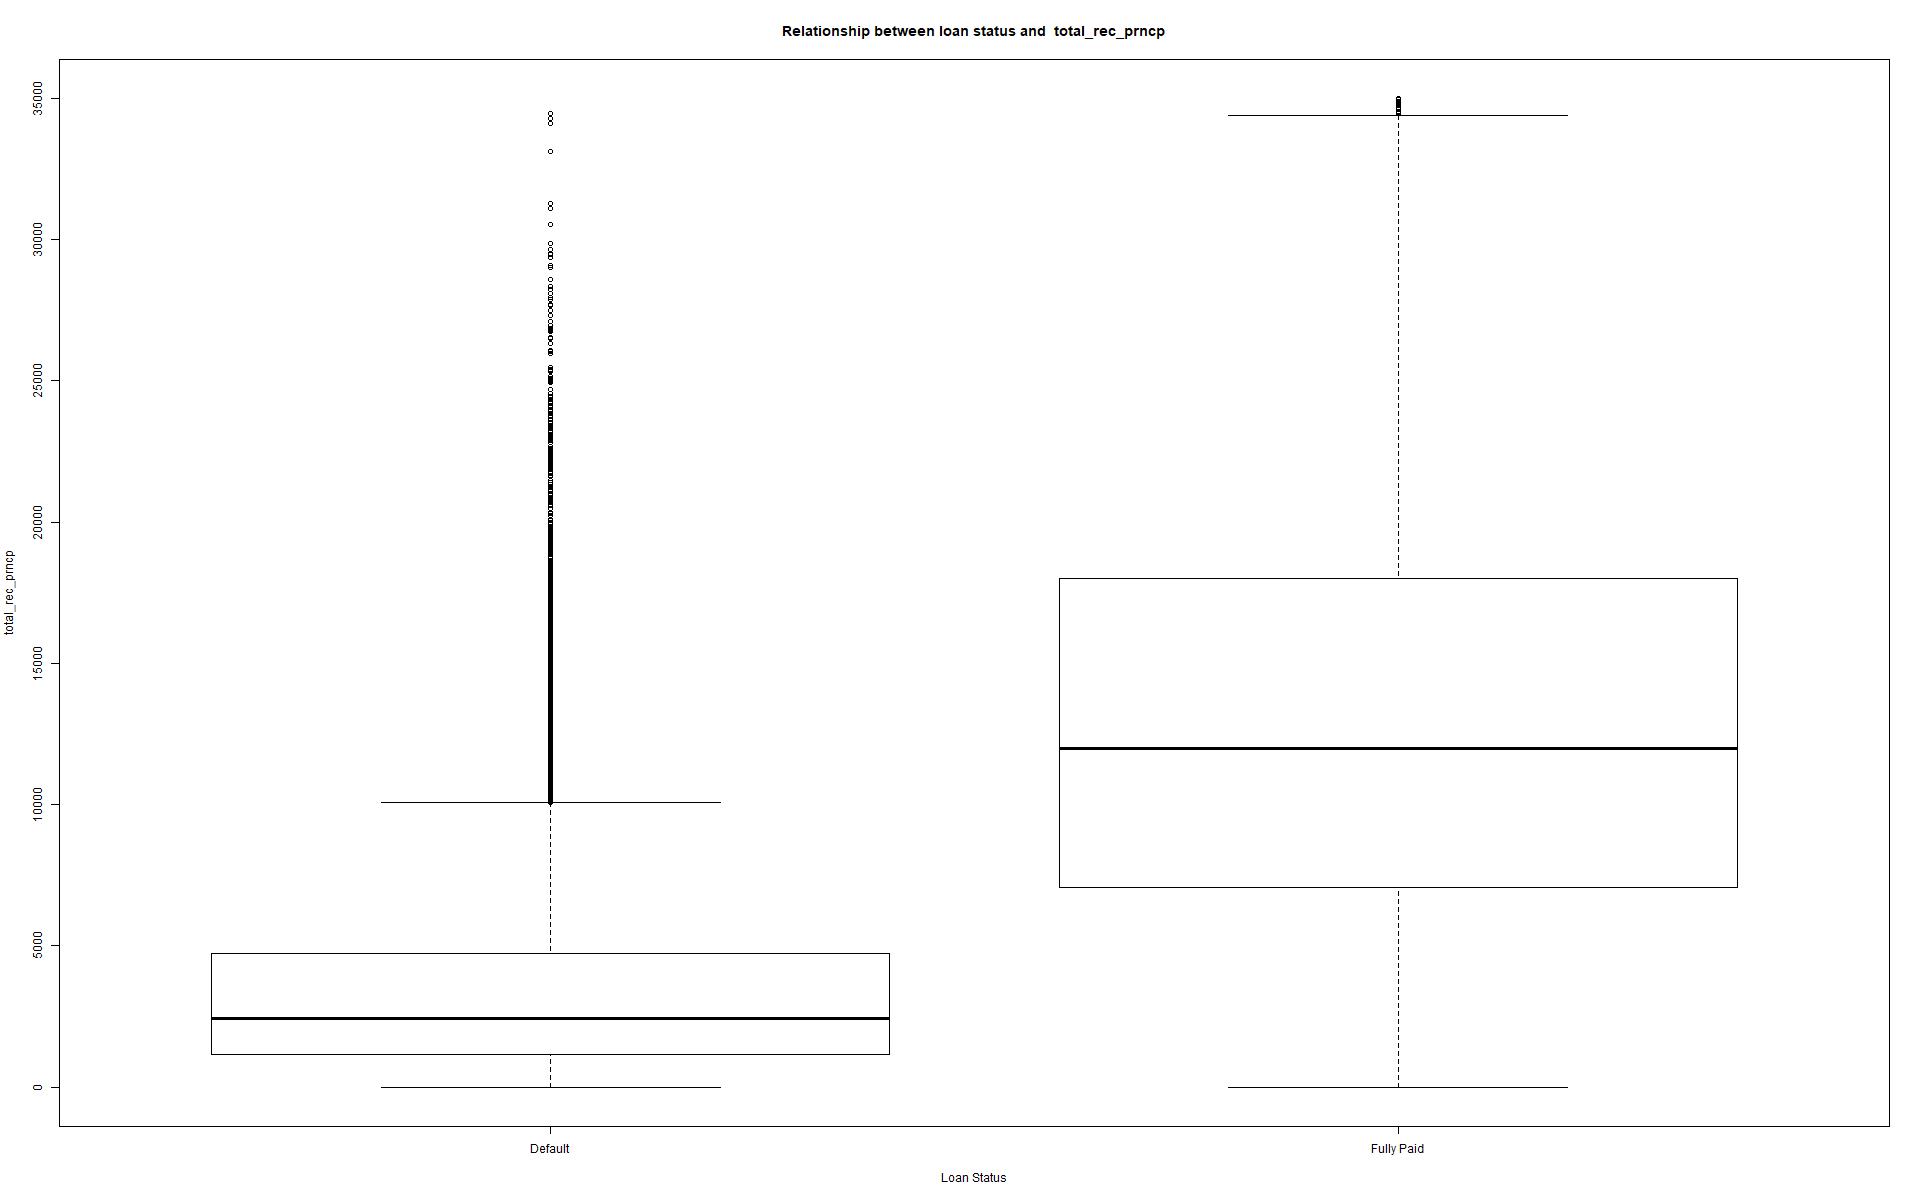 Relationship between loan status and  total_rec_prncp
total_rec_prncp
35000
30000
25000
20000
15000
10000
5000
0
Default
Fully Paid
Loan Status